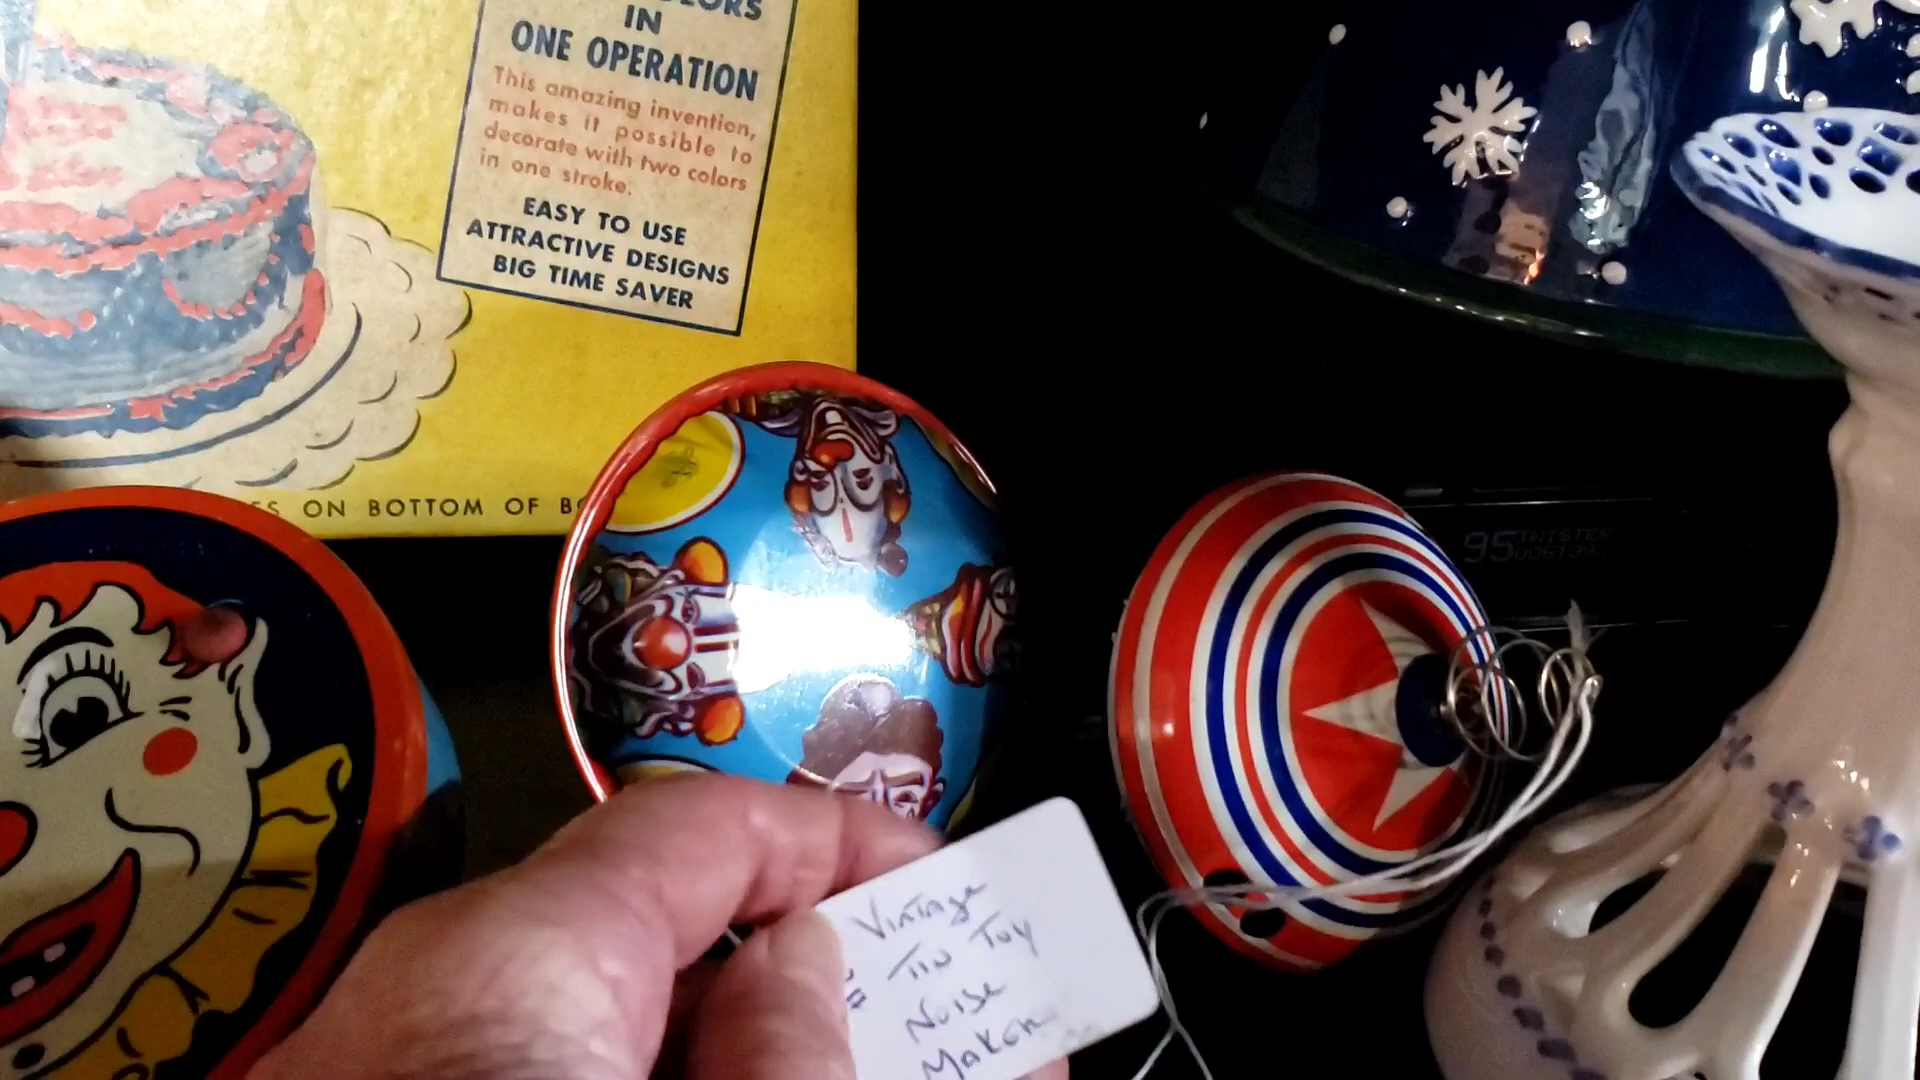 IN
ONE OPERATION
This amazing invention,
makes it possible to
decorate with two colors
in one stroke.
EASY TO USE
ATTRACTIVE DESIGNS
BIG TIME SAVER
ON BOTTOM OF
95
Vintage
Tin Toy
Noise
Maker